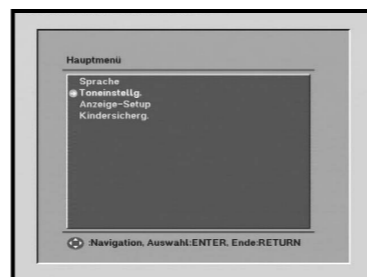 Hauptmenü
Sprache
Toneinstellg.
Anzeige-Setup
Kindersicherg.
:Navigation, Auswahl:ENTER, Ende:RETURN